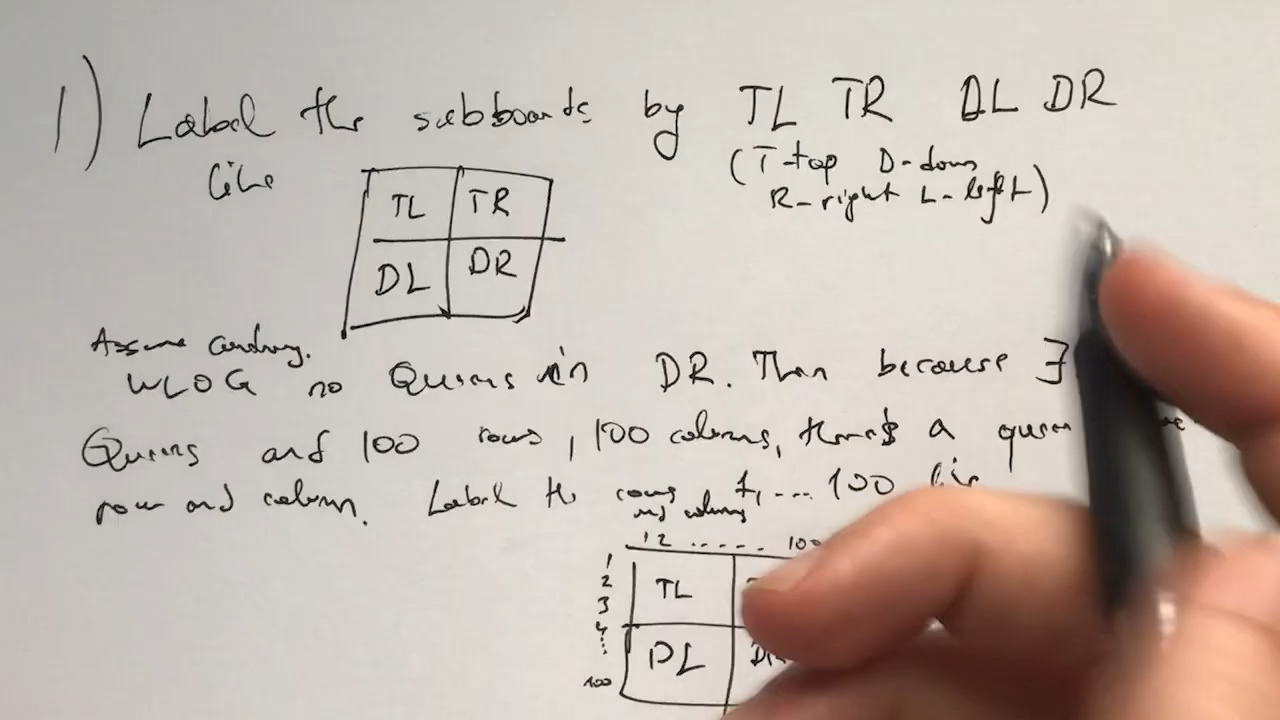 1) Label the subboards by TL TR DL DR
like
(T-top D-down
R-right L-left)
TL TR
DL DR
Assume
WLOG no Queens in DR. Then because ∃
Queens and 100 rows, 100 columns, there's a queen
row and column. Label the rows 1, ... 100
and columns
1 2 ..... 100
1
2
3
4
100
TL
DL